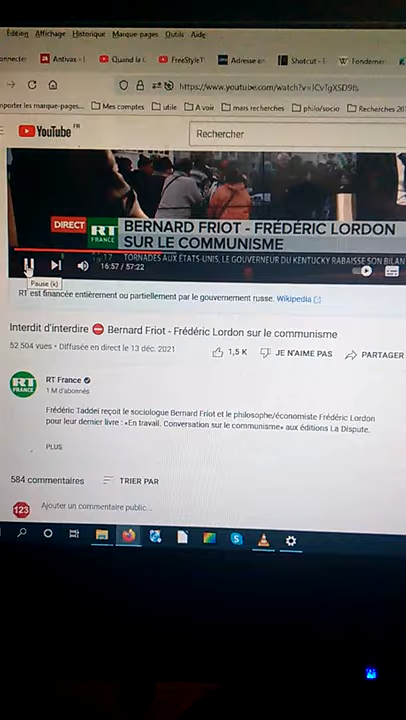 Édition Affichage Historique Marque-pages Outils Aide
Antivax Quand la FreeStyle Adresse en Shotcut - Fondemen
https://www.youtube.com/watch?v=JCvTgXSD9fs
porter les marque-pages... Mes comptes utile A voir mars recherches philo/socio Recherches 20
YouTube FR
Rechercher
DIRECT RT FRANCE BERNARD FRIOT - FRÉDÉRIC LORDON
SUR LE COMMUNISME
TORNADES AUX ÉTATS-UNIS, LE GOUVERNEUR DU KENTUCKY RABAISSE SON BILAN
16:57 / 57:22
Pause (k)
RT est financée entièrement ou partiellement par le gouvernement russe. Wikipedia
Interdit d'interdire ⛔ Bernard Friot - Frédéric Lordon sur le communisme
52 504 vues • Diffusée en direct le 13 déc. 2021
1,5 K JE N'AIME PAS PARTAGER
RT FRANCE
RT France
1 M d'abonnés
Frédéric Taddeï reçoit le sociologue Bernard Friot et le philosophe/économiste Frédéric Lordon
pour leur dernier livre : «En travail. Conversation sur le communisme» aux éditions La Dispute.
PLUS
584 commentaires TRIER PAR
123 Ajouter un commentaire public...